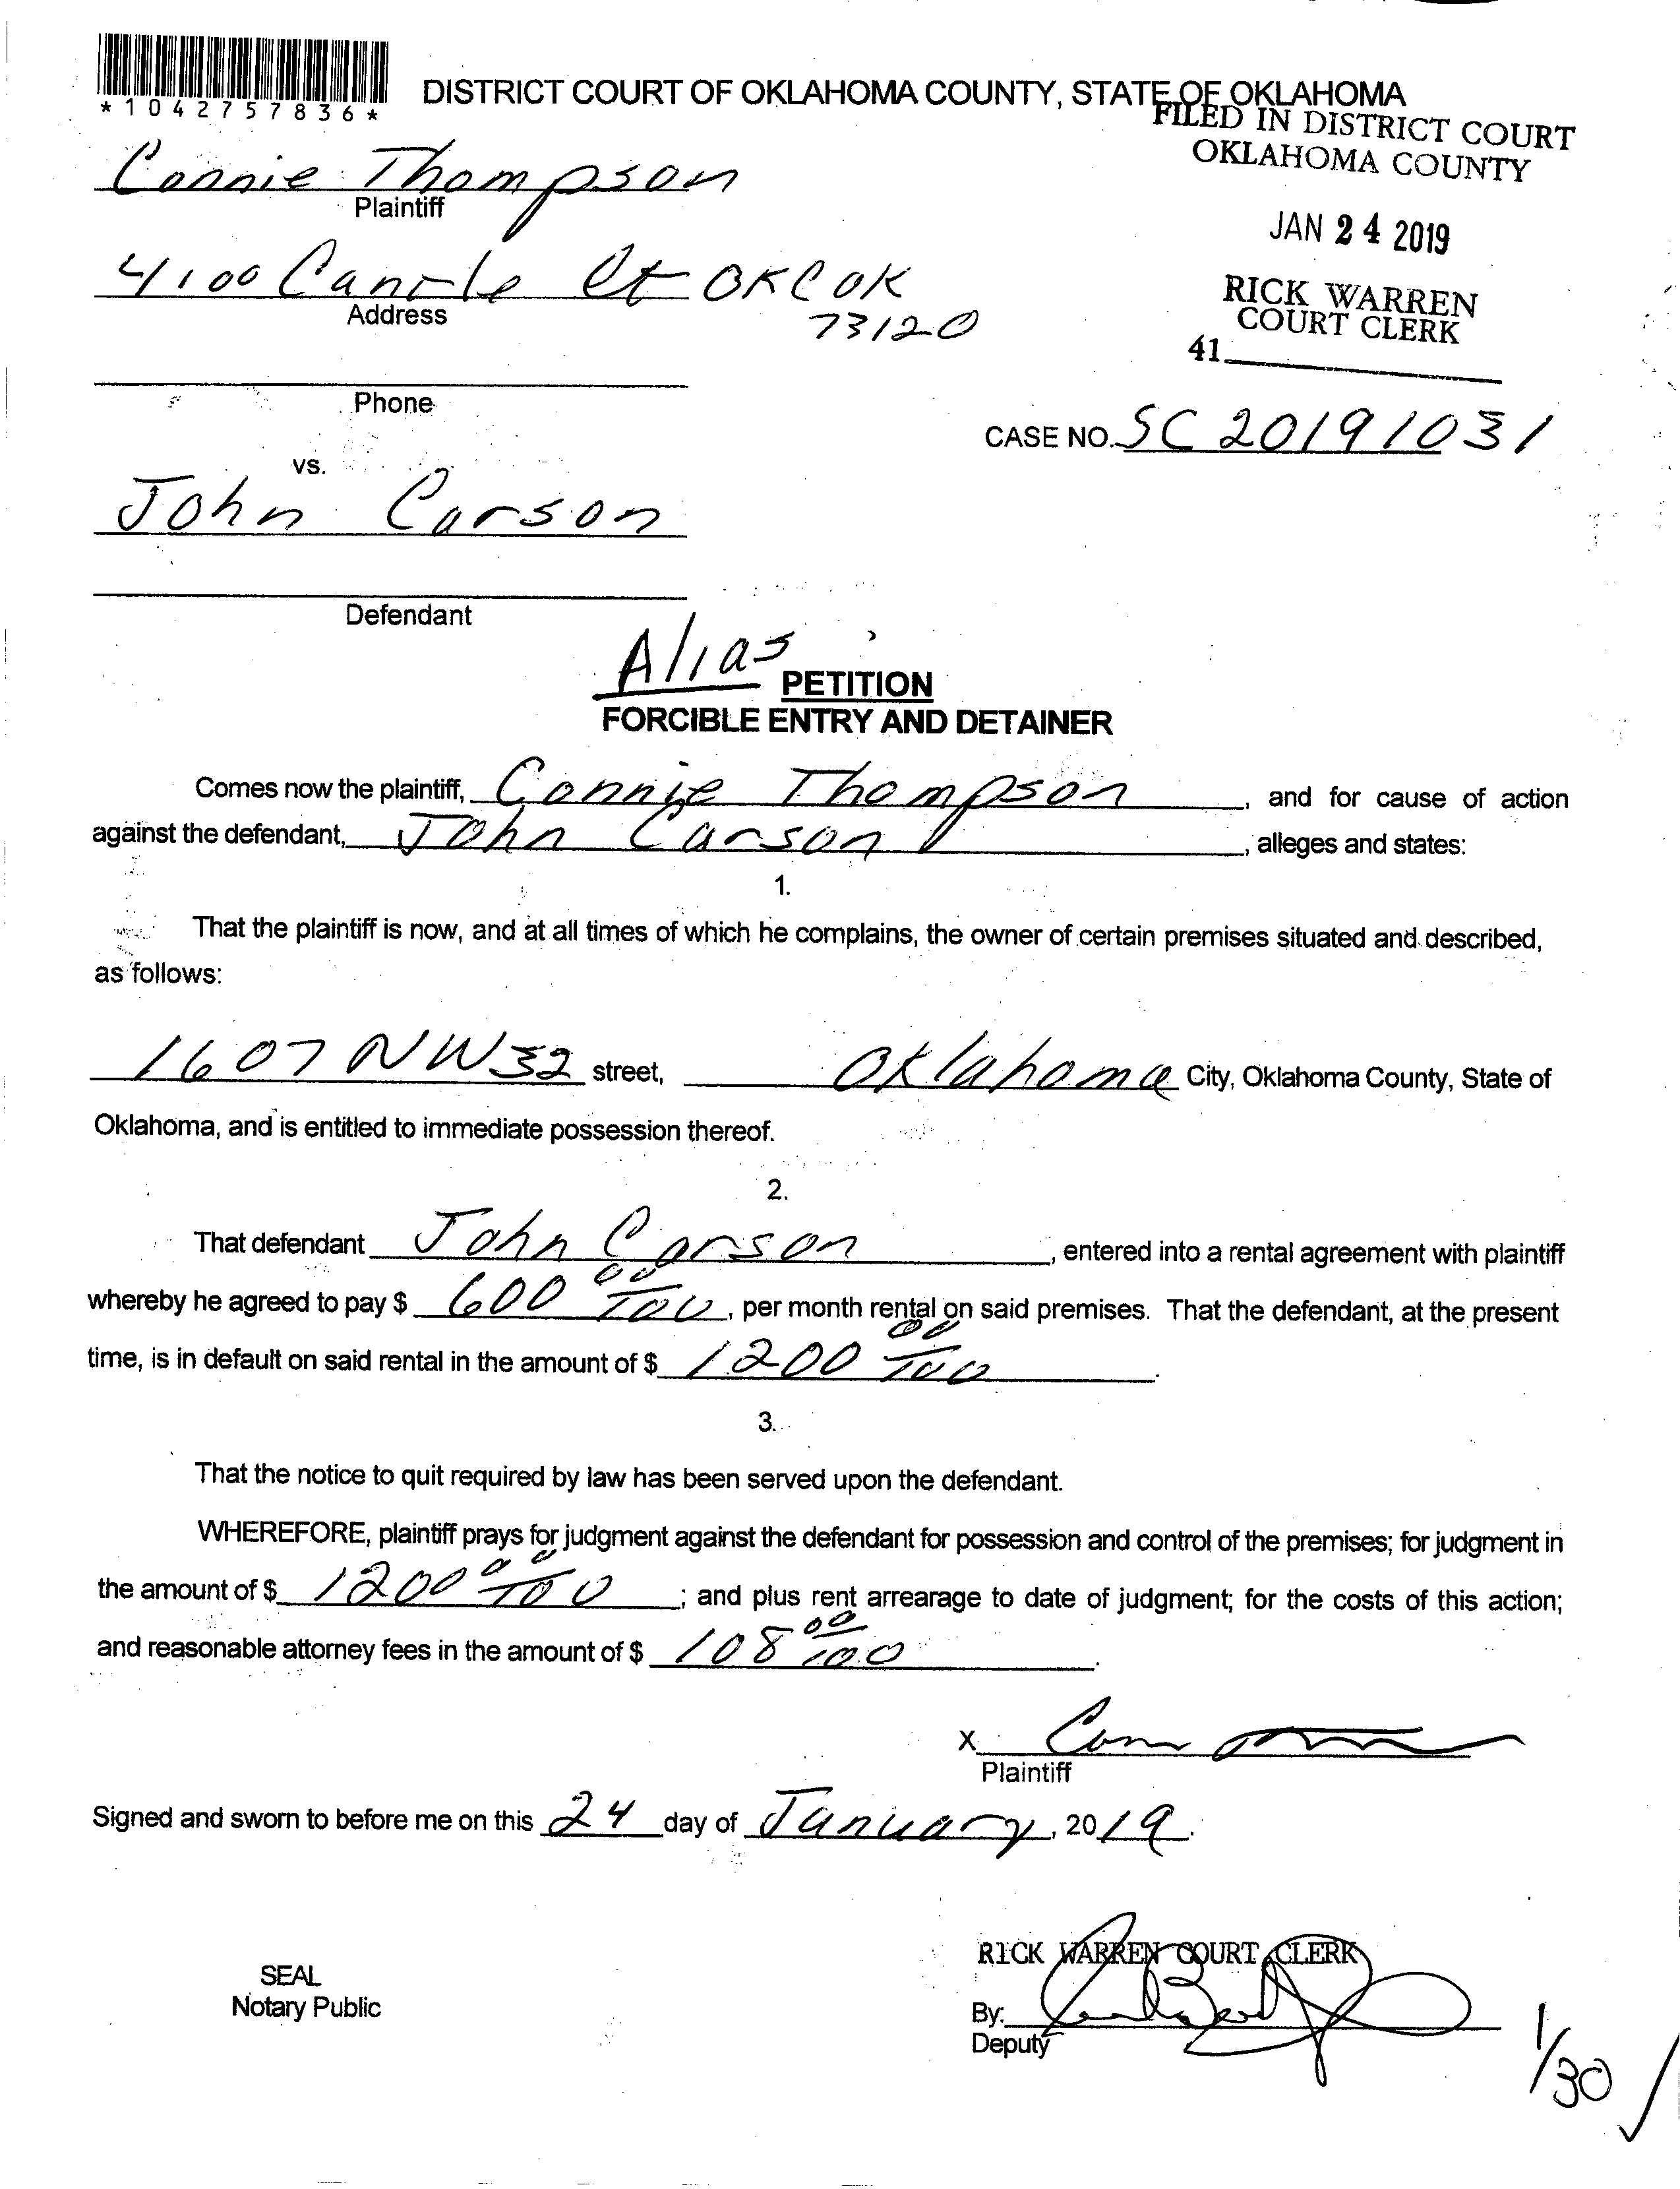 *1042757836*
DISTRICT COURT OF OKLAHOMA COUNTY, STATE OF OKLAHOMA
FILED IN DISTRICT COURT
OKLAHOMA COUNTY
JAN 24 2019
RICK WARREN
COURT CLERK
41
Connie Thompson
Plaintiff
4100 Ct OKC OK
73120
Address
Phone
CASE NO. SC 20191031
vs.
John Carson
Defendant
Alias PETITION
FORCIBLE ENTRY AND DETAINER
Comes now the plaintiff, Connie Thompson, and for cause of action
against the defendant, John Carson, alleges and states:
1.
That the plaintiff is now, and at all times of which he complains, the owner of certain premises situated and described,
as follows:
1607 NW 32 street, Oklahoma City, Oklahoma County, State of
Oklahoma, and is entitled to immediate possession thereof.
2.
That defendant John Carson, entered into a rental agreement with plaintiff
whereby he agreed to pay $ 600 00/100, per month rental on said premises. That the defendant, at the present
time, is in default on said rental in the amount of $ 1200 00/100.
3.
That the notice to quit required by law has been served upon the defendant.
WHEREFORE, plaintiff prays for judgment against the defendant for possession and control of the premises; for judgment in
the amount of $ 1200 00/100; and plus rent arrearage to date of judgment; for the costs of this action;
and reasonable attorney fees in the amount of $ 108 00/100.
X
Plaintiff
Signed and sworn to before me on this 24 day of January, 2019.
RICK WARREN COURT CLERK
SEAL
Notary Public
By:
Deputy
1/30